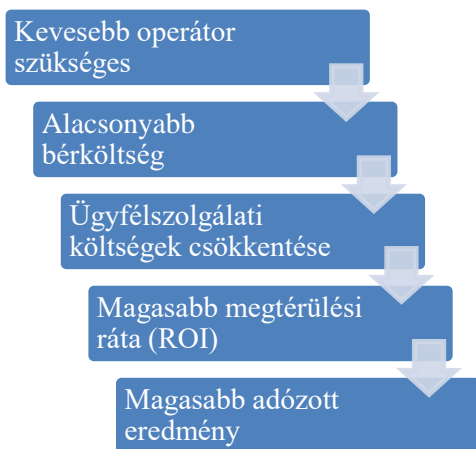 Kevesebb operátor
szükséges
Alacsonyabb
bérköltség
Ügyfélszolgálati
költségek csökkentése
Magasabb megtérülési
ráta (ROI)
Magasabb adózott
eredmény